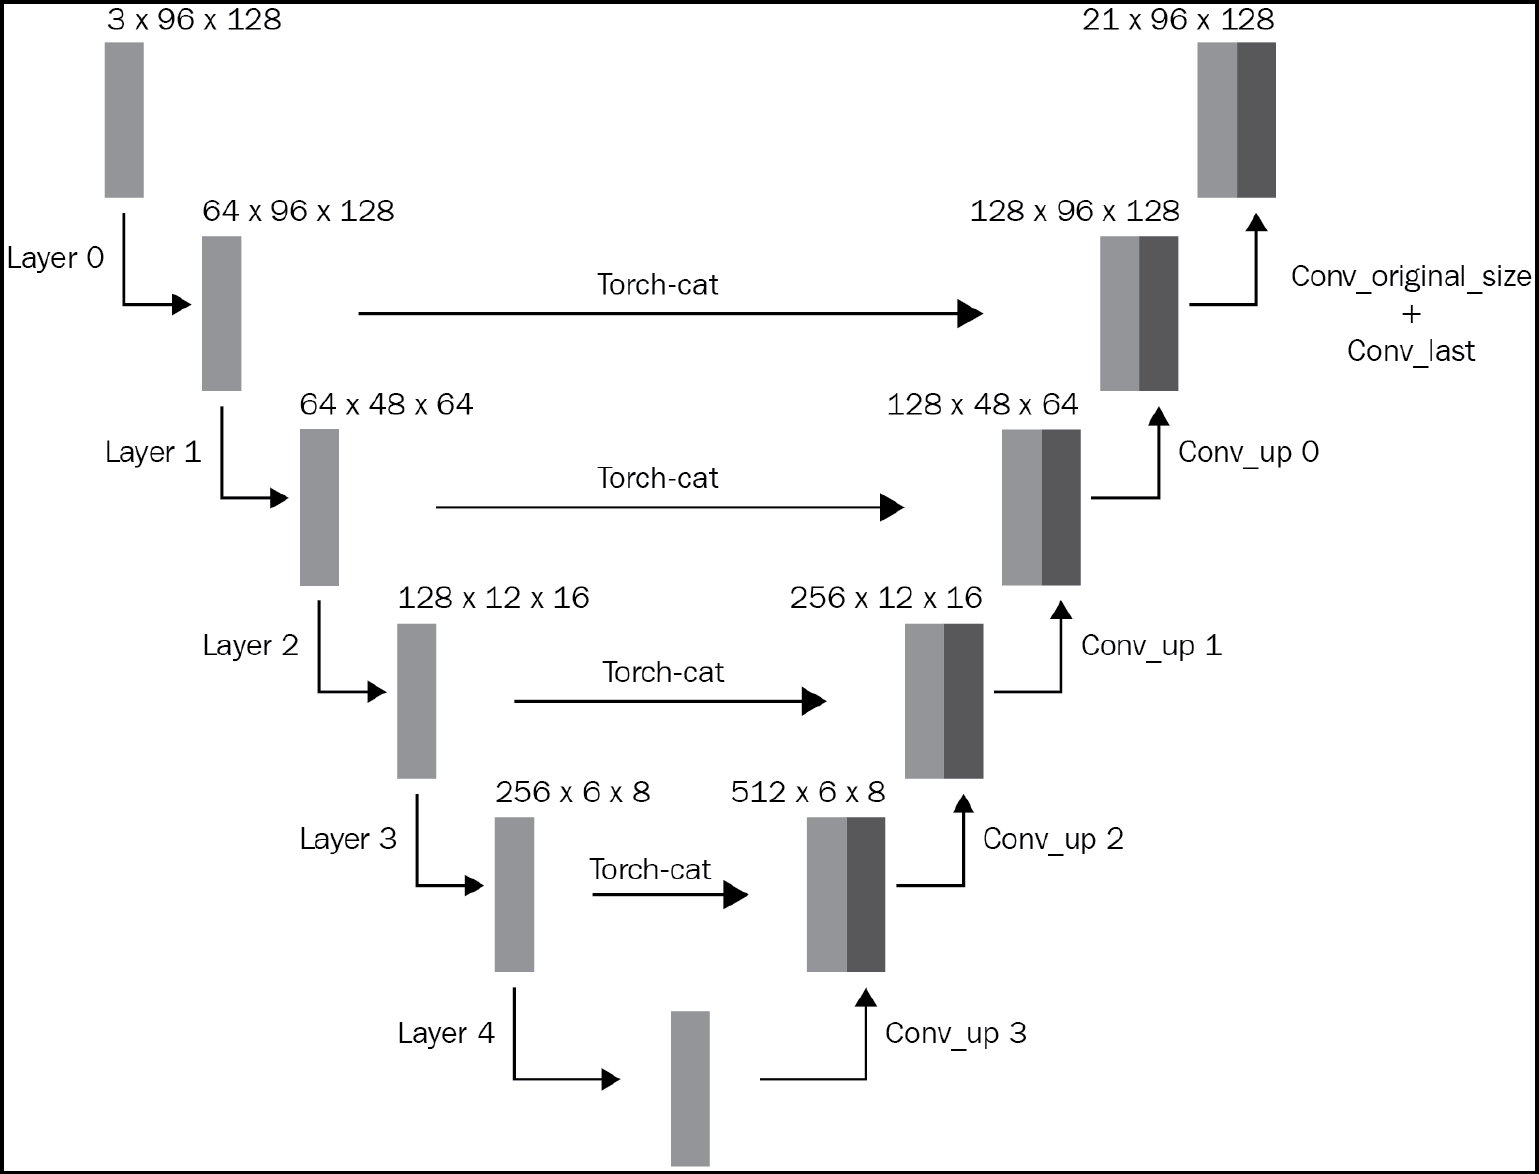 3 x 96 x 128
21 x 96 x 128
64 x 96 x 128
128 x 96 x 128
Layer 0
Torch-cat
Conv_original_size
+
Conv_last
64 x 48 x 64
128 x 48 x 64
Layer 1
Torch-cat
Conv_up 0
128 x 12 x 16
256 x 12 x 16
Layer 2
Torch-cat
Conv_up 1
256 x 6 x 8
512 x 6 x 8
Layer 3
Torch-cat
Conv_up 2
Layer 4
Conv_up 3